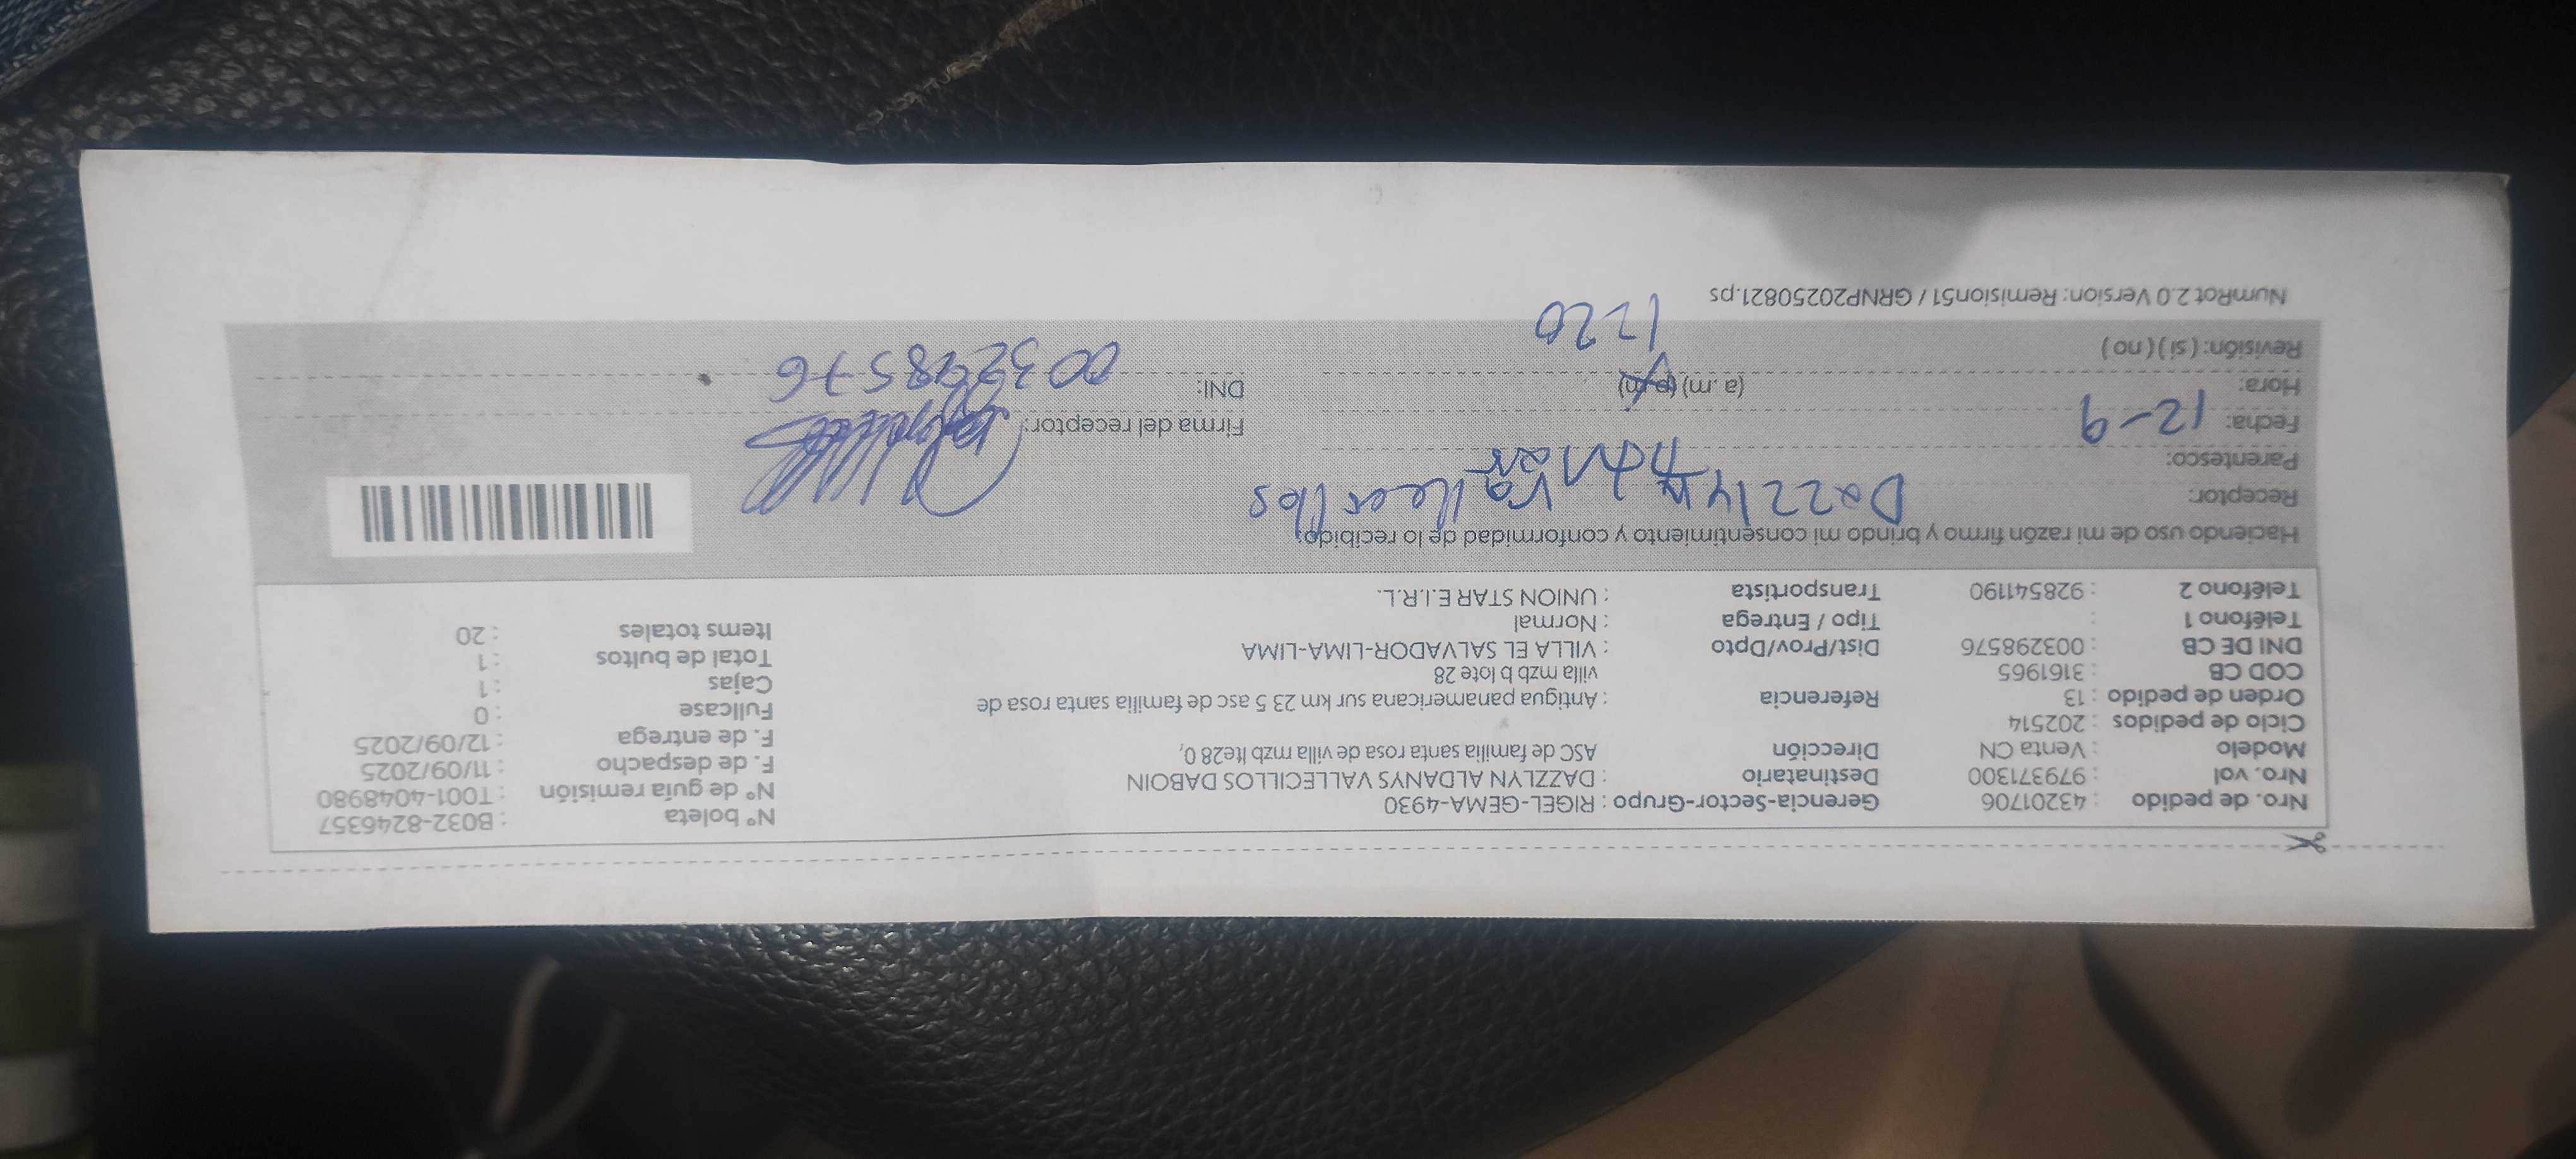 Nro. de pedido : 43201706 Gerencia-Sector-Grupo : RIGEL-GEMA-4930 N° boleta : B032-8246357
Nro. vol : 979371300 Destinatario : DAZZLYN ALDANYS VALLECILLOS DABOIN N° de guía remisión : T001-4048980
Modelo : Venta CN Dirección ASC de familia santa rosa de villa mzb lte28 0, F. de despacho : 11/09/2025
Ciclo de pedidos : 202514 F. de entrega : 12/09/2025
Orden de pedido : 13 Referencia : Antigua panamericana sur km 23 5 asc de familia santa rosa de Fullcase : 0
COD CB : 3161965 villa mzb b lote 28 Cajas : 1
DNI DE CB : 003298576 Dist/Prov/Dpto : VILLA EL SALVADOR-LIMA-LIMA Total de bultos : 1
Teléfono 1 : Tipo / Entrega : Normal Items totales : 20
Teléfono 2 : 928541190 Transportista : UNION STAR E.I.R.L.
Haciendo uso de mi razón firmo y brindo mi consentimiento y conformidad de lo recibido:
Receptor: Dazzlyn Vallecillos
Parentesco: titular
Fecha: 12-9 Firma del receptor:
Hora: (a. m) (p. m) DNI: 003298576
Revisión: ( si ) ( no ) 1220
NumRot 2.0 Version: Remision51 / GRNP20250821.ps